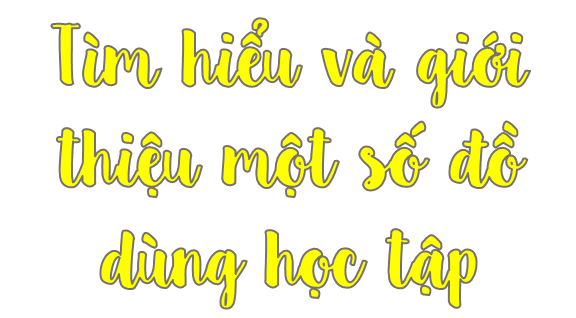 Tìm hiểu và giới
thiệu một số đồ
dùng học tập